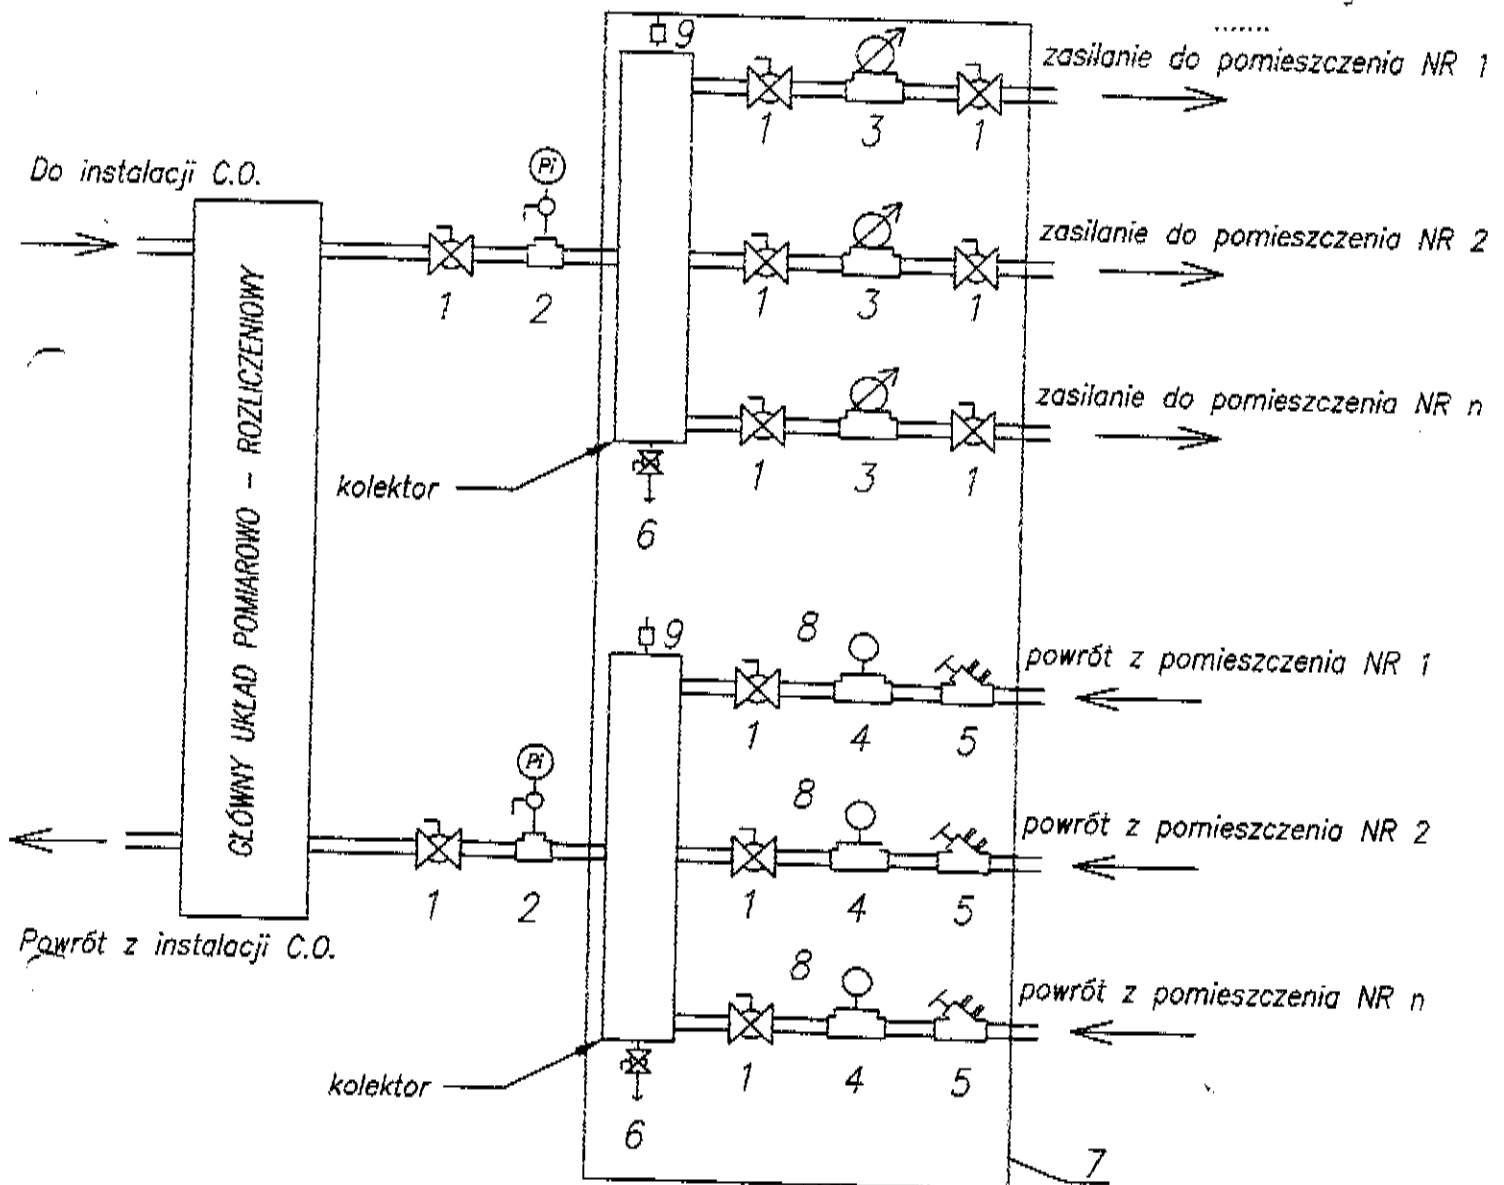 .......
9
zasilanie do pomieszczenia NR 1
1 3 1
Do instalacji C.O.
Pi
zasilanie do pomieszczenia NR 2
1 2 1 3 1
zasilanie do pomieszczenia NR n
1 3 1
kolektor
6
GŁÓWNY UKŁAD POMIAROWO - ROZLICZENIOWY
9
8
powrót z pomieszczenia NR 1
1 4 5
Pi
8
powrót z pomieszczenia NR 2
1 2 1 4 5
Powrót z instalacji C.O.
8
powrót z pomieszczenia NR n
1 4 5
kolektor
6
7